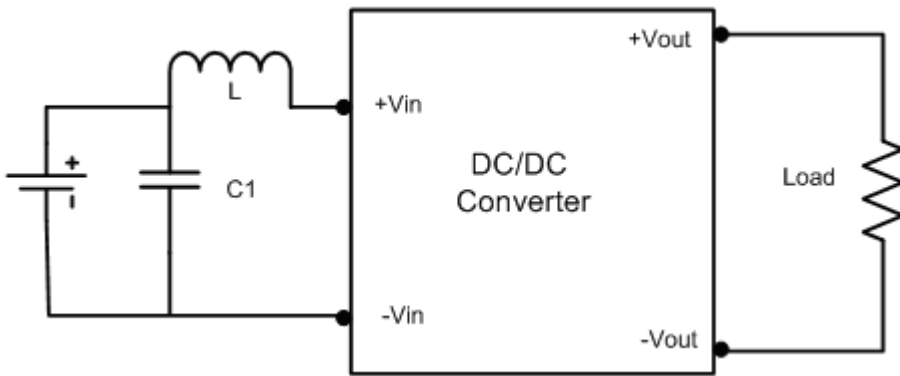 +Vout
L
+Vin
+
DC/DC
Converter
Load
C1
-
-Vin
-Vout